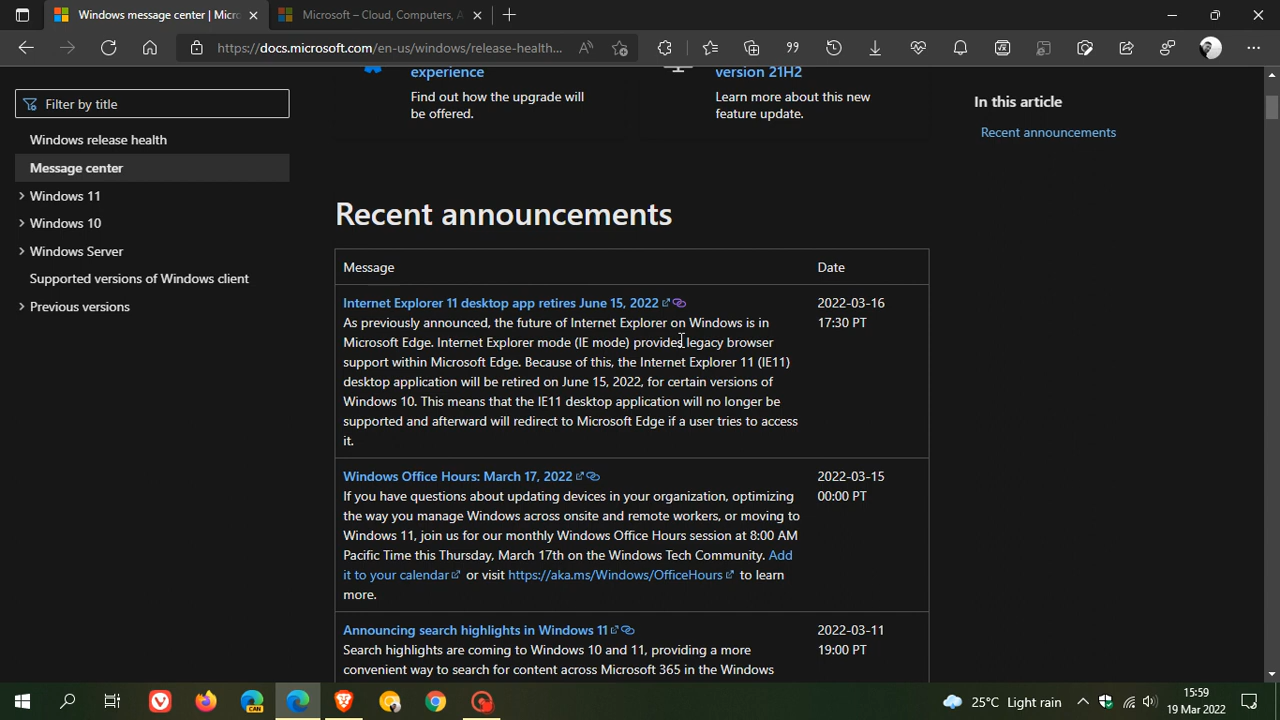 Windows message center | Micro
Microsoft – Cloud, Computers, A
https://docs.microsoft.com/en-us/windows/release-health...
Filter by title
Windows release health
Message center
Windows 11
Windows 10
Windows Server
Supported versions of Windows client
Previous versions
experience
Find out how the upgrade will
be offered.
version 21H2
Learn more about this new
feature update.
In this article
Recent announcements
Recent announcements
Message Date
Internet Explorer 11 desktop app retires June 15, 2022
As previously announced, the future of Internet Explorer on Windows is in
Microsoft Edge. Internet Explorer mode (IE mode) provides legacy browser
support within Microsoft Edge. Because of this, the Internet Explorer 11 (IE11)
desktop application will be retired on June 15, 2022, for certain versions of
Windows 10. This means that the IE11 desktop application will no longer be
supported and afterward will redirect to Microsoft Edge if a user tries to access
it.
2022-03-16
17:30 PT
Windows Office Hours: March 17, 2022
If you have questions about updating devices in your organization, optimizing
the way you manage Windows across onsite and remote workers, or moving to
Windows 11, join us for our monthly Windows Office Hours session at 8:00 AM
Pacific Time this Thursday, March 17th on the Windows Tech Community. Add
it to your calendar or visit https://aka.ms/Windows/OfficeHours to learn
more.
2022-03-15
00:00 PT
Announcing search highlights in Windows 11
Search highlights are coming to Windows 10 and 11, providing a more
convenient way to search for content across Microsoft 365 in the Windows
2022-03-11
19:00 PT
CAN
25°C Light rain
15:59
19 Mar 2022